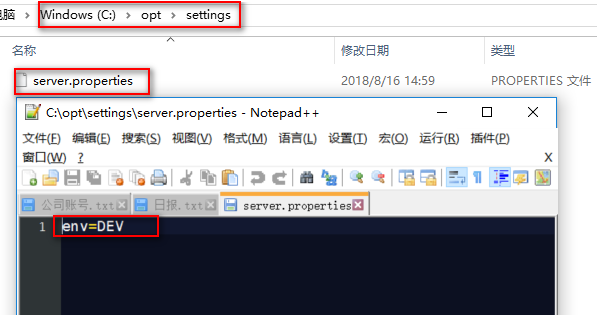 电脑 › Windows (C:) › opt › settings
名称 修改日期 类型
server.properties 2018/8/16 14:59 PROPERTIES 文件
C:\opt\settings\server.properties - Notepad++
文件(F) 编辑(E) 搜索(S) 视图(V) 格式(M) 语言(L) 设置(T) 宏(O) 运行(R) 插件(P)
窗口(W) ? X
公司账号.txt 日报.txt server.properties
1 env=DEV